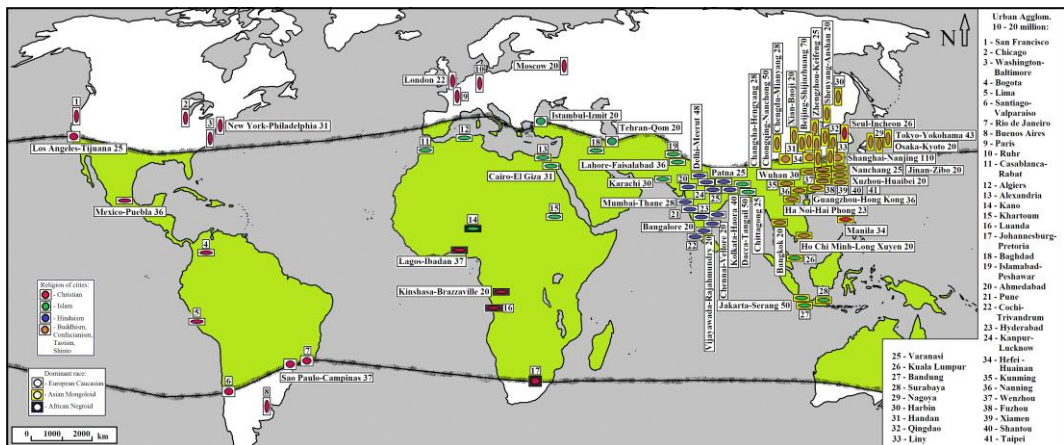 Urban Agglom.
10 - 20 million:
1 - San Francisco
2 - Chicago
3 - Washington-
Baltimore
4 - Bogota
5 - Lima
6 - Santiago-
Valparaiso
7 - Rio de Janeiro
8 - Buenos Aires
9 - Paris
10 - Ruhr
11 - Casablanca-
Rabat
12 - Algiers
13 - Alexandria
14 - Kano
15 - Khartoum
16 - Luanda
17 - Johannesburg-
Pretoria
18 - Baghdad
19 - Islamabad-
Peshawar
20 - Ahmedabad
21 - Pune
22 - Cochi-
Trivandrum
23 - Hyderabad
24 - Kanpur-
Lucknow
25 - Varanasi
26 - Kuala Lumpur
27 - Bandung
28 - Surabaya
29 - Nagoya
30 - Harbin
31 - Handan
32 - Qingdao
33 - Liny
34 - Hefei -
Huainan
35 - Kunming
36 - Nanning
37 - Wenzhou
38 - Fuzhou
39 - Xiamen
40 - Shantou
41 - Taipei
N
Moscow 20
London 22
New York-Philadelphia 31
Los Angeles-Tijuana 25
Mexico-Puebla 36
Sao Paulo-Campinas 37
Istambul-Izmit 20
Tehran-Qom 20
Cairo-El Giza 31
Lahore-Faisalabad 36
Karachi 30
Mumbai-Thane 28
Bangalore 20
Lagos-Ibadan 37
Kinshasa-Brazzaville 20
Delhi-Meerut 48
Patna 25
Changsha-Hengyang 28
Chongqing-Nanchong 50
Chengdu-Mianyang 28
Xian-Baoji 20
Beijing-Shijiazhuang 70
Zhengzhou-Keifeng 25
Shenyang-Anshan 20
Seul-Incheon 26
Tokyo-Yokohama 43
Osaka-Kyoto 20
Shanghai-Nanjing 110
Nanchang 25
Jinan-Zibo 20
Wuhan 30
Xuzhou-Huaibei 20
Guangzhou-Hong Kong 36
Ha Noi-Hai Phong 23
Manila 34
Ho Chi Minh-Long Xuyen 20
Bangkok 20
Chittagong 25
Dacca-Tangail 50
Kolkata-Haora 40
Chennai-Velore 20
Vijayawada-Rajahmundry 20
Jakarta-Serang 50
Religion of cities:
- Christian
- Islam
- Hinduism
- Buddhism,
Confucianism,
Taoism,
Shinto
Dominant race:
- European Caucasian
- Asian Mongoloid
- African Negroid
0 1000 2000 km